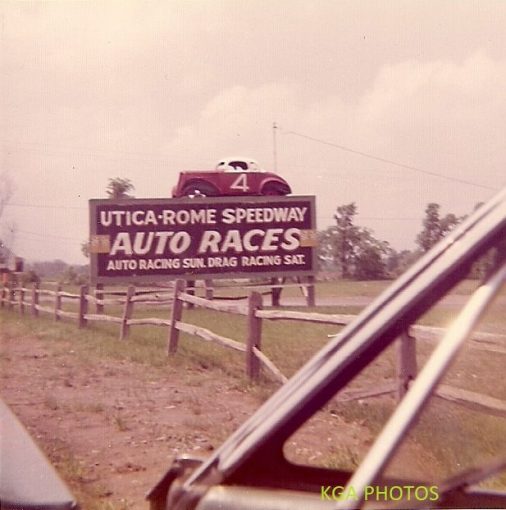 4
UTICA-ROME SPEEDWAY
AUTO RACES
AUTO RACING SUN. DRAG RACING SAT.
KGA PHOTOS